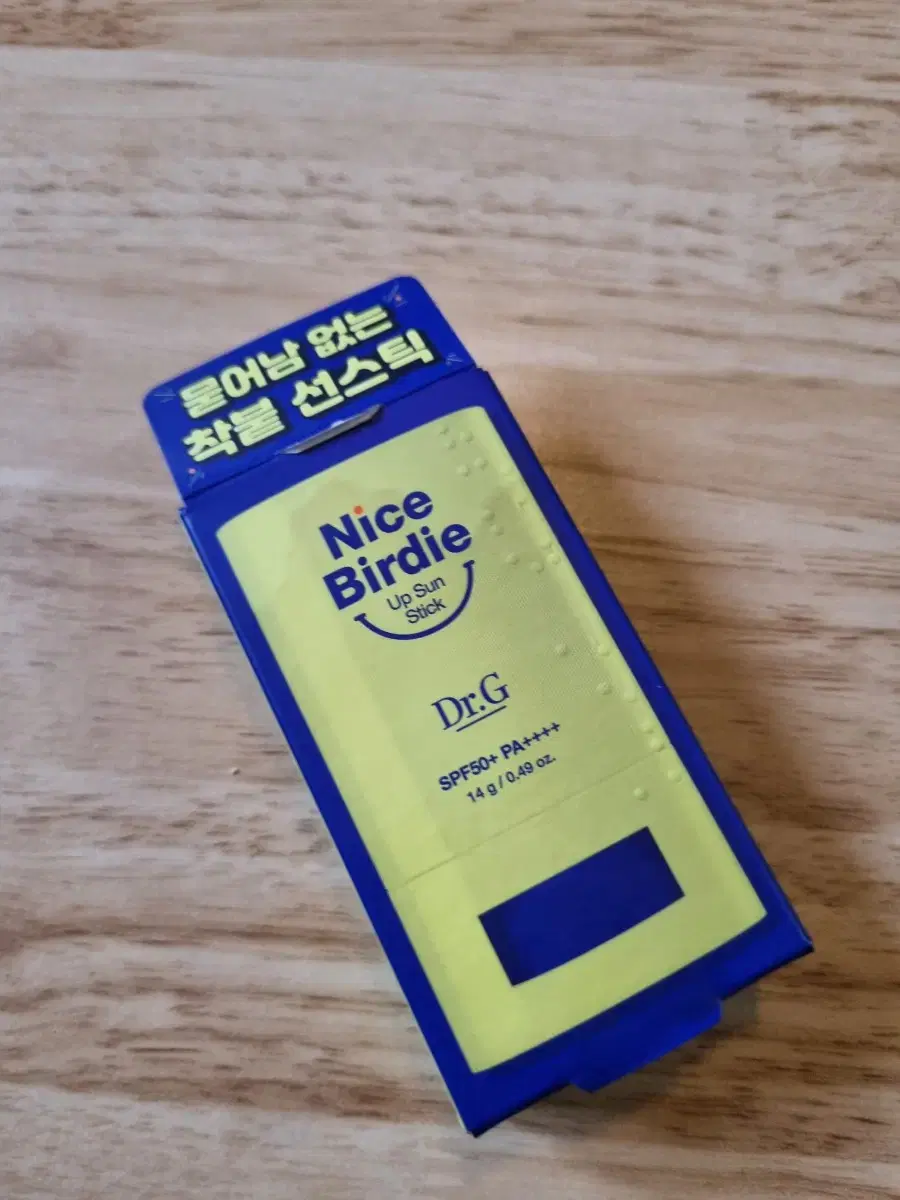 묻어남 없는
착붙 선스틱
Nice
Birdie
Up Sun
Stick
Dr.G
SPF50+ PA++++
14 g / 0.49 oz.